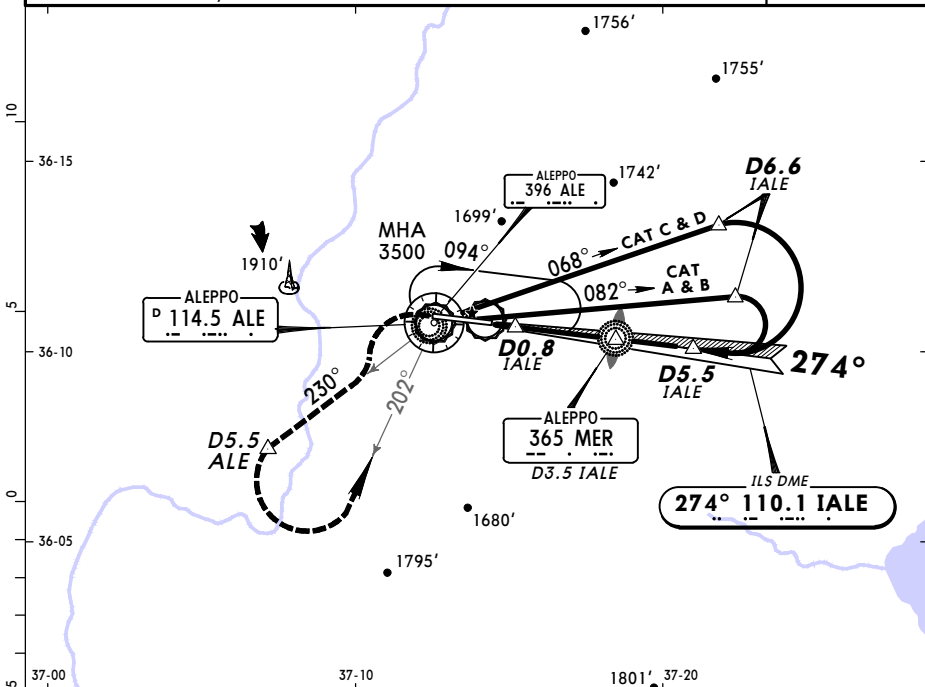 1756'
1755'
10
36-15
ALEPPO
396 ALE
1742'
D6.6
IALE
1699'
MHA
3500
094°
068°
CAT C & D
1910'
082°
CAT
A & B
ALEPPO
D 114.5 ALE
5
36-10
D0.8
IALE
274°
D5.5
IALE
230°
202°
ALEPPO
365 MER
D3.5 IALE
D5.5
ALE
ILS DME
274° 110.1 IALE
0
1680'
36-05
1795'
5
37-00
37-10
1801'
37-20